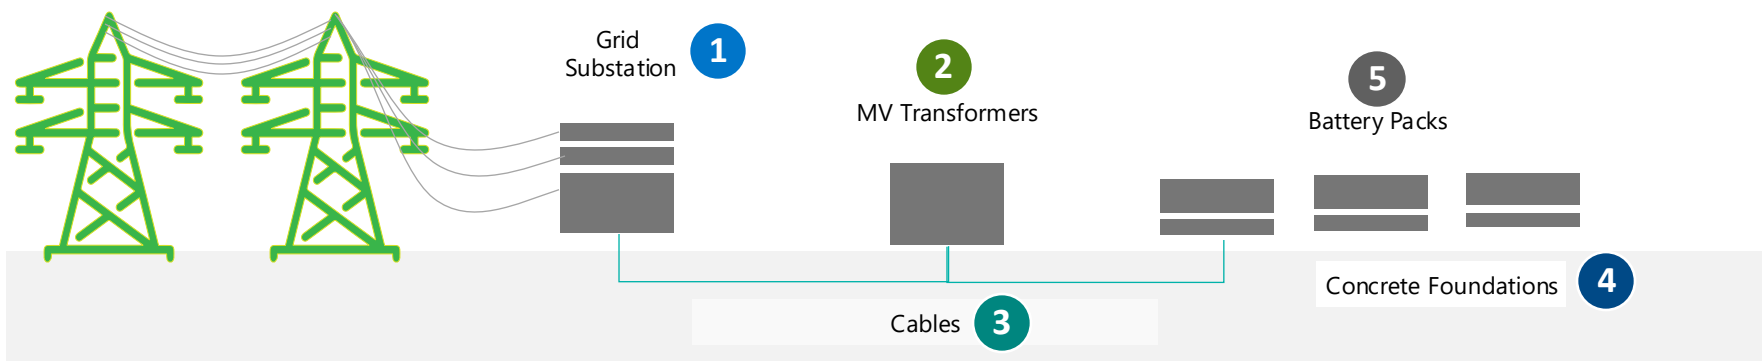 Grid
Substation
1
2
MV Transformers
5
Battery Packs
Concrete Foundations
4
Cables
3